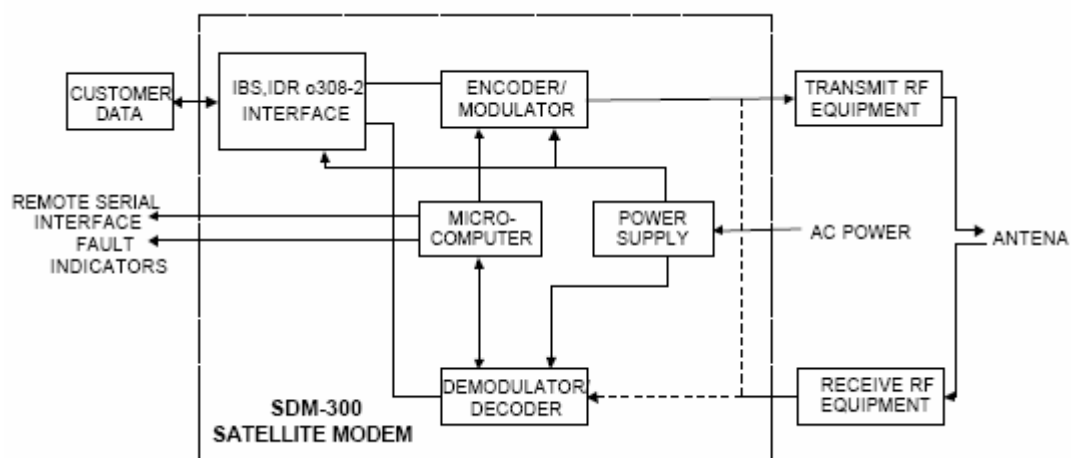 CUSTOMER
DATA
IBS,IDR o308-2
INTERFACE
ENCODER/
MODULATOR
TRANSMIT RF
EQUIPMENT
REMOTE SERIAL
INTERFACE
FAULT
INDICATORS
MICRO-
COMPUTER
POWER
SUPPLY
AC POWER
ANTENA
DEMODULATOR/
DECODER
RECEIVE RF
EQUIPMENT
SDM-300
SATELLITE MODEM